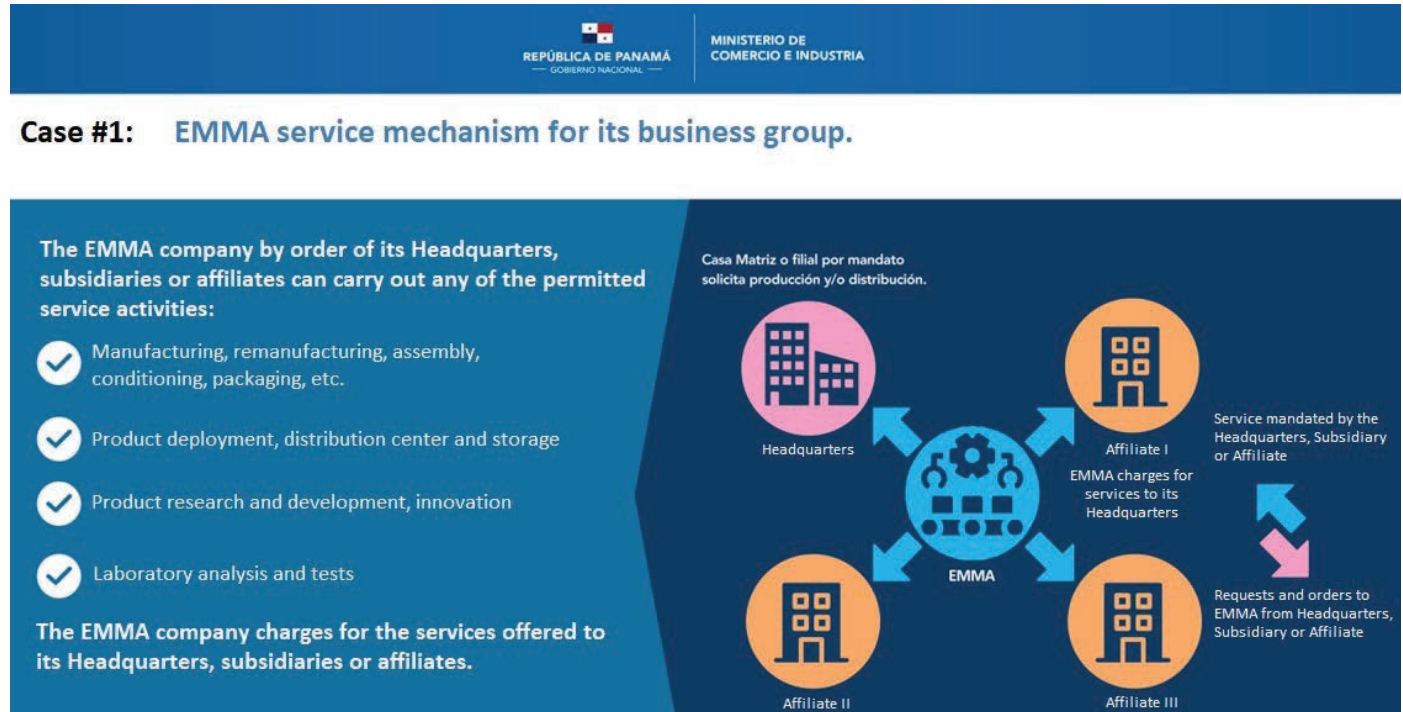 REPÚBLICA DE PANAMÁ
— GOBIERNO NACIONAL —
MINISTERIO DE
COMERCIO E INDUSTRIA
Case #1: EMMA service mechanism for its business group.
The EMMA company by order of its Headquarters,
subsidiaries or affiliates can carry out any of the permitted
service activities:
Manufacturing, remanufacturing, assembly,
conditioning, packaging, etc.
Product deployment, distribution center and storage
Product research and development, innovation
Laboratory analysis and tests
The EMMA company charges for the services offered to
its Headquarters, subsidiaries or affiliates.
Casa Matriz o filial por mandato
solicita producción y/o distribución.
Headquarters
Affiliate I
EMMA charges for
services to its
Headquarters
EMMA
Affiliate II
Affiliate III
Service mandated by the
Headquarters, Subsidiary
or Affiliate
Requests and orders to
EMMA from Headquarters,
Subsidiary or Affiliate